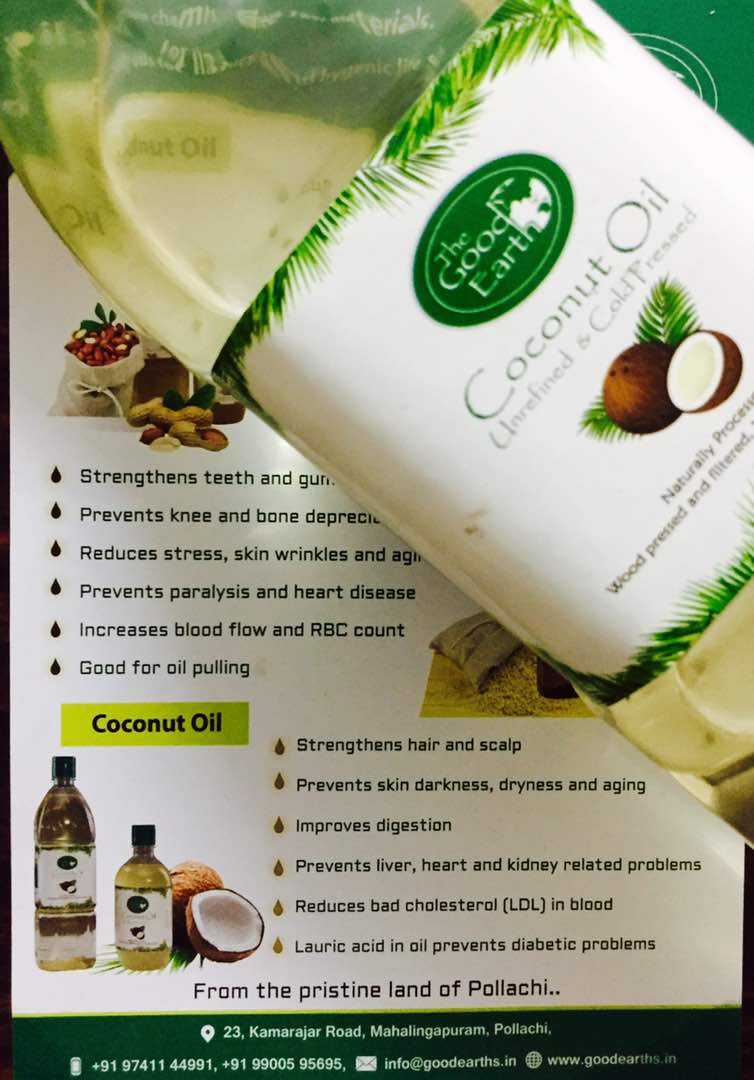 The
Good
Earth
Coconut Oil
Unrefined & Cold Pressed
Naturally
Wood pressed and filtered.
Strengthens teeth and
Prevents knee and bone
Reduces stress, skin wrinkles and
Prevents paralysis and heart disease
Increases blood flow and RBC count
Good for oil pulling
Coconut Oil
Strengthens hair and scalp
Prevents skin darkness, dryness and aging
Improves digestion
Prevents liver, heart and kidney related problems
Reduces bad cholesterol (LDL) in blood
Lauric acid in oil prevents diabetic problems
From the pristine land of Pollachi..
23, Kamarajar Road, Mahalingapuram, Pollachi,
+91 97411 44991, +91 99005 95695, info@goodearths.in www.goodearths.in